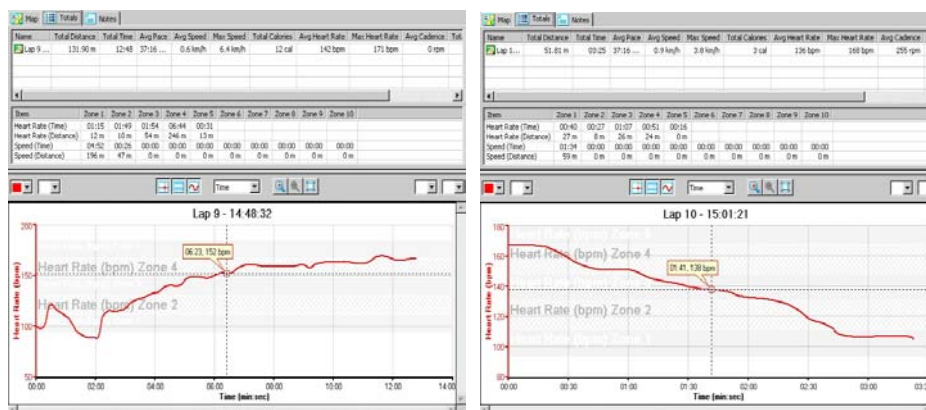 Map Totals Notes
Name Total Distance Total Time Avg Pace Avg Speed Max Speed Total Calories Avg Heart Rate Max Heart Rate Avg Cadence Tot
Lap 9 ... 131.90 m 12:48 37:16 ... 0.6 km/h 6.4 km/h 12 cal 142 bpm 171 bpm 0 rpm
Item Zone 1 Zone 2 Zone 3 Zone 4 Zone 5 Zone 6 Zone 7 Zone 8 Zone 9 Zone 10
Heart Rate (Time) 01:15 01:49 01:54 06:44 00:31
Heart Rate (Distance) 12 m 10 m 54 m 246 m 13 m
Speed (Time) 04:52 00:26 00:00 00:00 00:00 00:00 00:00 00:00 00:00 00:00
Speed (Distance) 196 m 47 m 0 m 0 m 0 m 0 m 0 m 0 m 0 m 0 m
Time
Lap 9 - 14:48:32
200
06:23, 152 bpm
Heart Rate (bpm) Zone 4
150
Heart Rate (bpm) Zone 2
100
50
Heart Rate (bpm)
00:00 02:00 04:00 06:00 08:00 10:00 12:00 14:00
Time (min:sec)
Map Totals Notes
Name Total Distance Total Time Avg Pace Avg Speed Max Speed Total Calories Avg Heart Rate Max Heart Rate Avg Cadence
Lap 1... 51.81 m 03:25 37:16 ... 0.9 km/h 3.8 km/h 3 cal 136 bpm 168 bpm 255 rpm
Item Zone 1 Zone 2 Zone 3 Zone 4 Zone 5 Zone 6 Zone 7 Zone 8 Zone 9 Zone 10
Heart Rate (Time) 00:40 00:27 01:07 00:51 00:16
Heart Rate (Distance) 27 m 8 m 26 m 24 m 0 m
Speed (Time) 01:34 00:00 00:00 00:00 00:00 00:00 00:00 00:00 00:00 00:00
Speed (Distance) 59 m 0 m 0 m 0 m 0 m 0 m 0 m 0 m 0 m 0 m
Time
Lap 10 - 15:01:21
180
Heart Rate (bpm) Zone 4
160
01:41, 138 bpm
140
Heart Rate (bpm) Zone 2
120
Heart Rate (bpm) Zone 1
100
80
Heart Rate (bpm)
00:00 00:30 01:00 01:30 02:00 02:30 03:00 03:3
Time (min:sec)